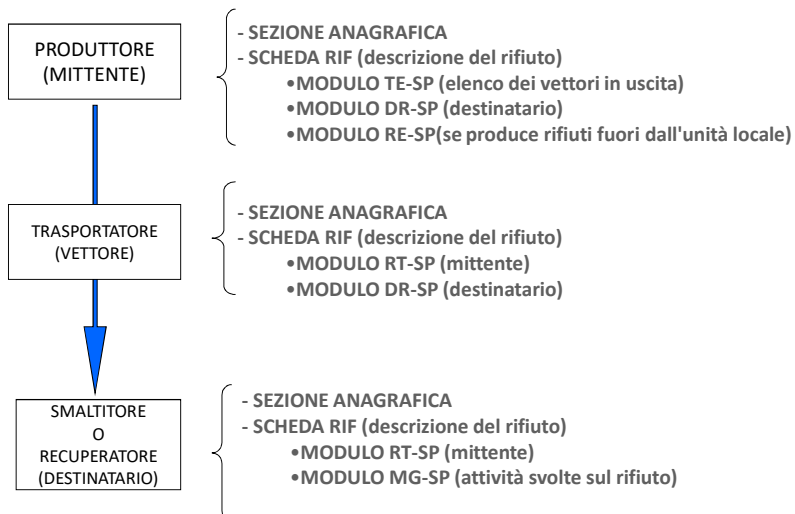 PRODUTTORE
(MITTENTE)
- SEZIONE ANAGRAFICA
- SCHEDA RIF (descrizione del rifiuto)
•MODULO TE-SP (elenco dei vettori in uscita)
•MODULO DR-SP (destinatario)
•MODULO RE-SP(se produce rifiuti fuori dall'unità locale)
TRASPORTATORE
(VETTORE)
- SEZIONE ANAGRAFICA
- SCHEDA RIF (descrizione del rifiuto)
•MODULO RT-SP (mittente)
•MODULO DR-SP (destinatario)
SMALTITORE
O
RECUPERATORE
(DESTINATARIO)
- SEZIONE ANAGRAFICA
- SCHEDA RIF (descrizione del rifiuto)
•MODULO RT-SP (mittente)
•MODULO MG-SP (attività svolte sul rifiuto)